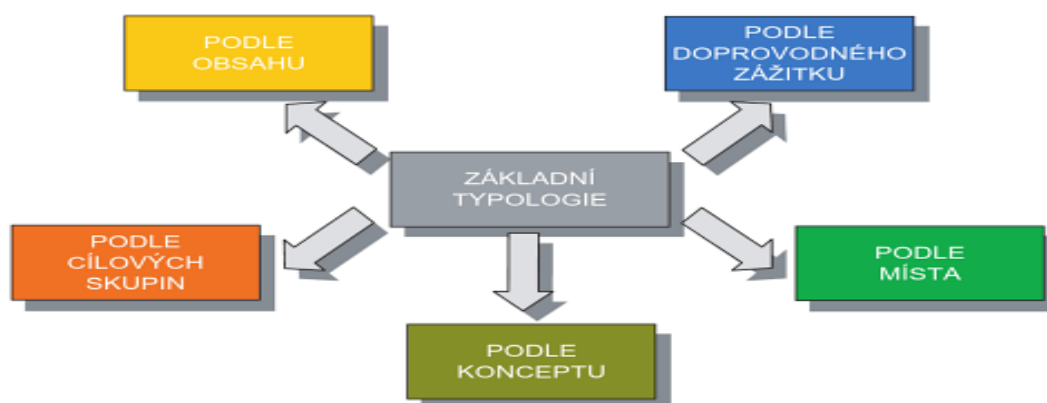 PODLE
OBSAHU
PODLE
DOPROVODNÉHO
ZÁŽITKU
ZÁKLADNÍ
TYPOLOGIE
PODLE
CÍLOVÝCH
SKUPIN
PODLE
MÍSTA
PODLE
KONCEPTU